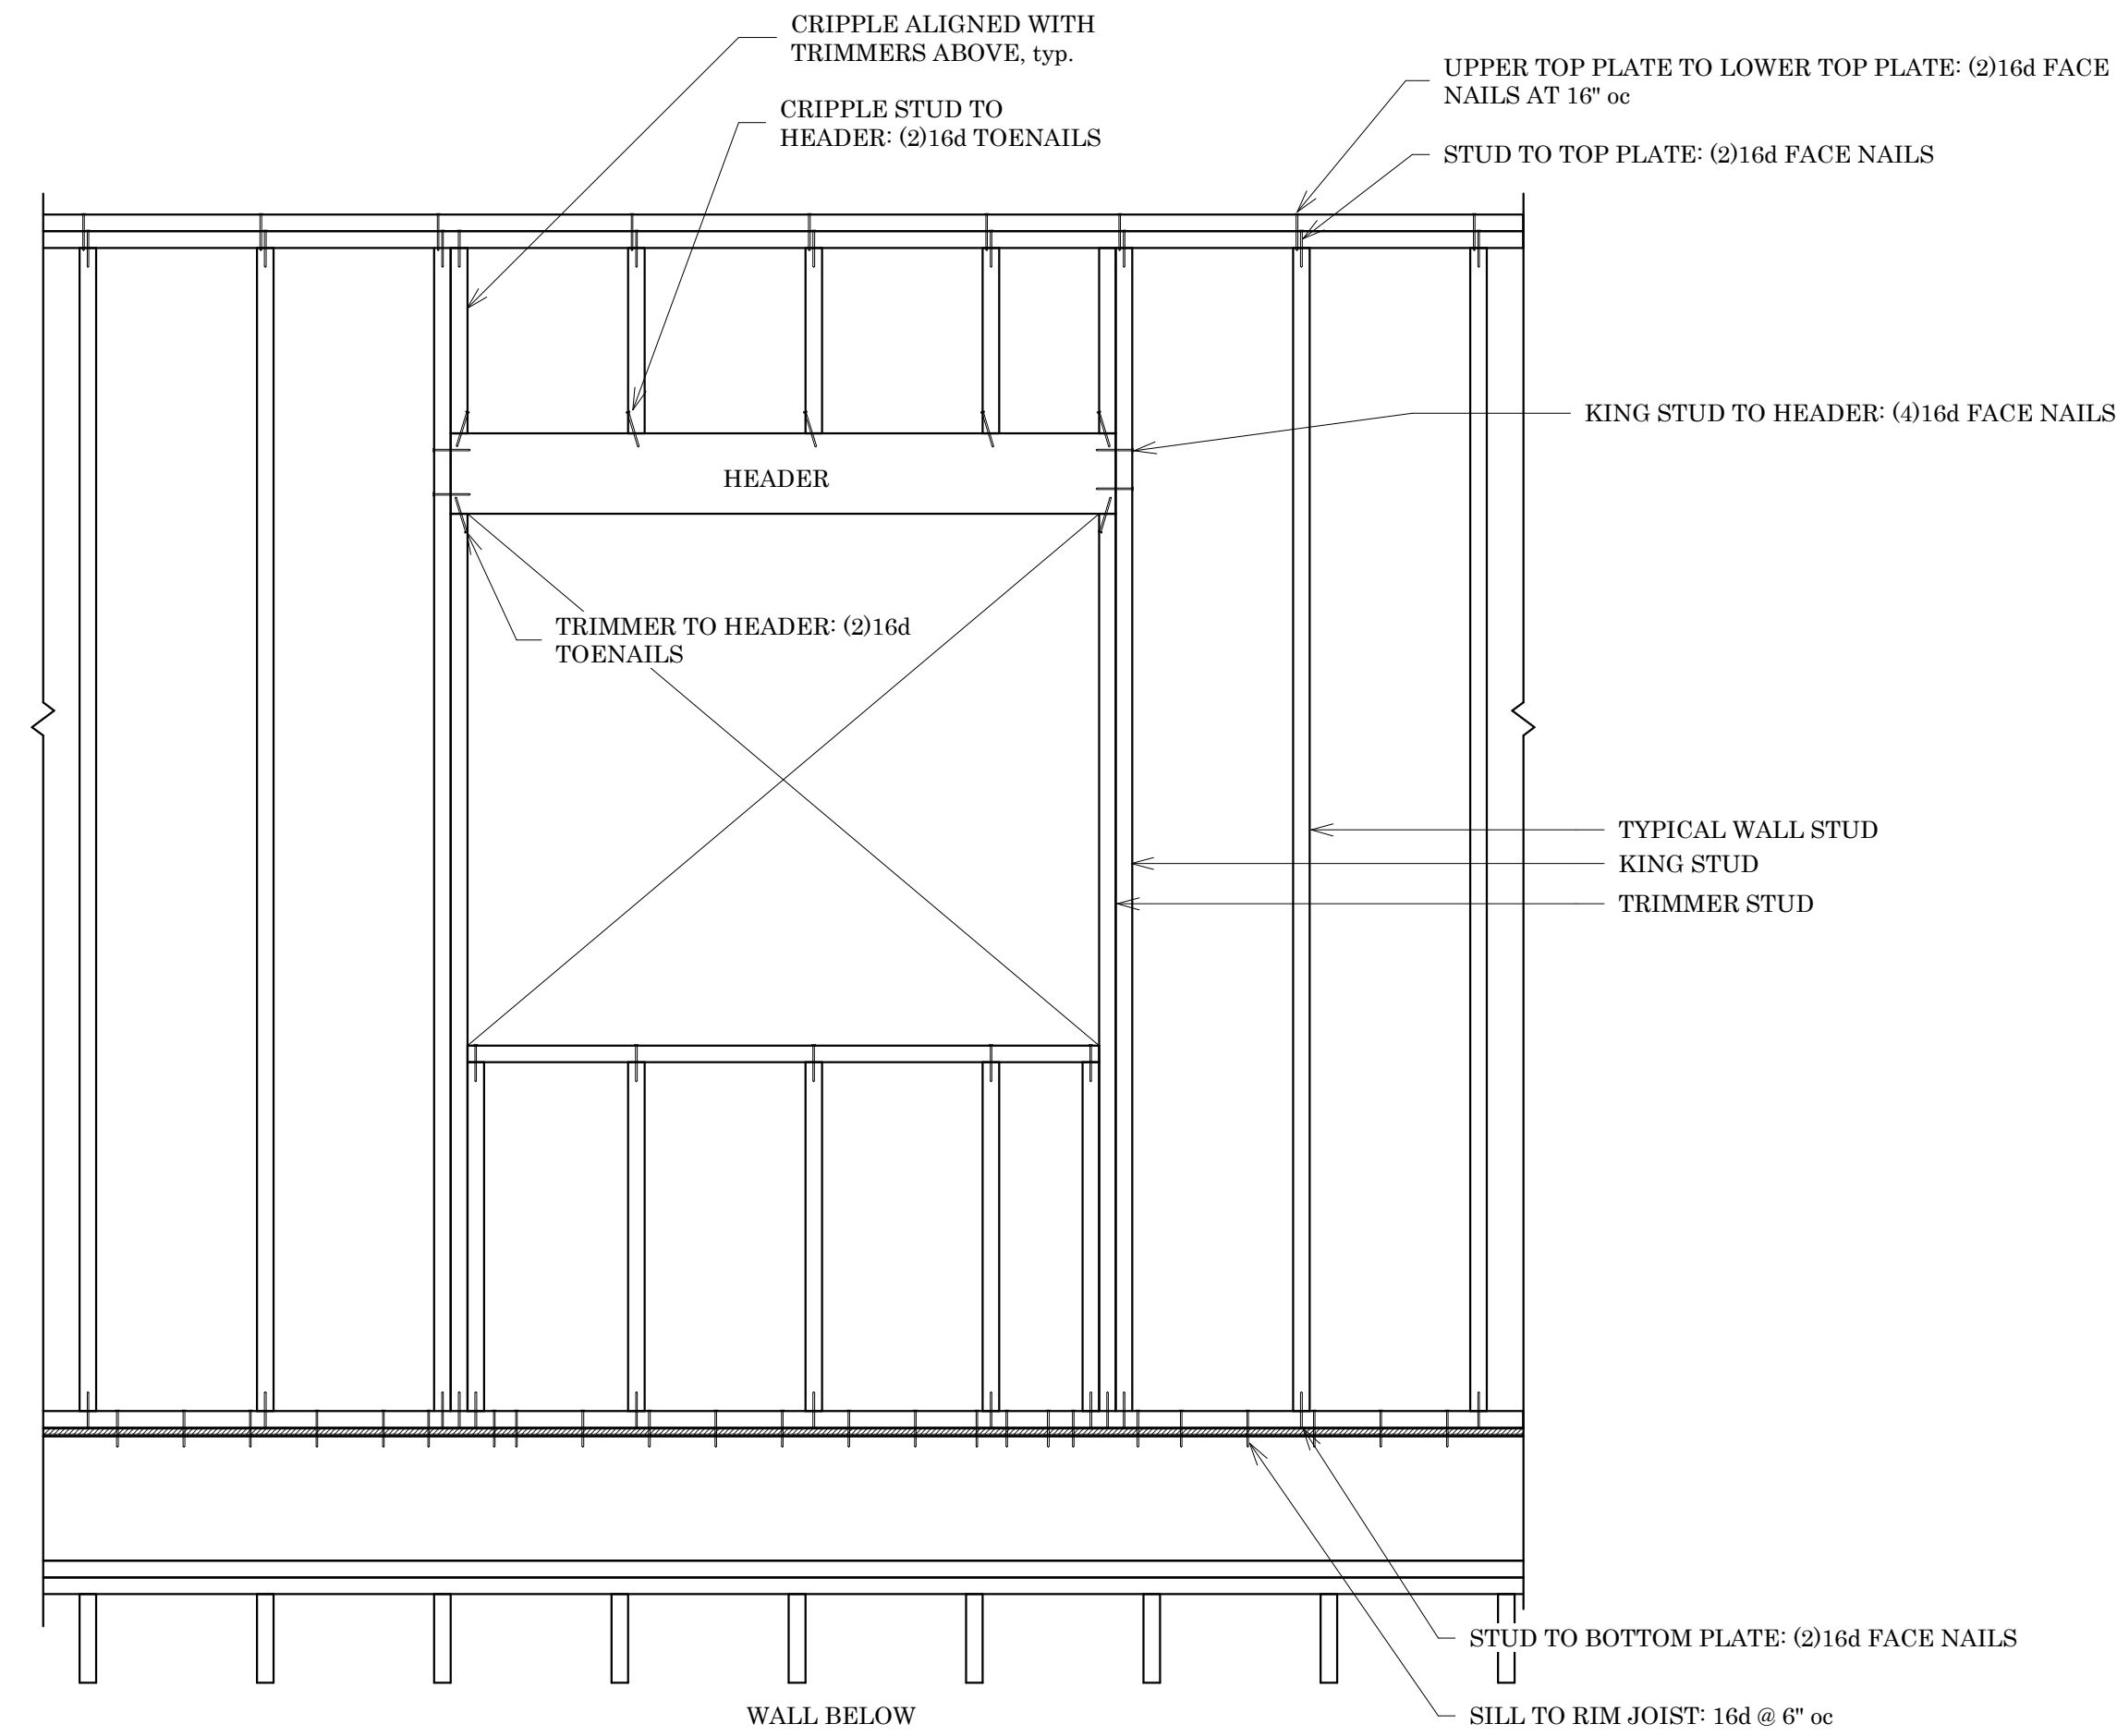 CRIPPLE ALIGNED WITH
TRIMMERS ABOVE, typ.
UPPER TOP PLATE TO LOWER TOP PLATE: (2)16d FACE
NAILS AT 16" oc
CRIPPLE STUD TO
HEADER: (2)16d TOENAILS
STUD TO TOP PLATE: (2)16d FACE NAILS
KING STUD TO HEADER: (4)16d FACE NAILS
HEADER
TRIMMER TO HEADER: (2)16d
TOENAILS
TYPICAL WALL STUD
KING STUD
TRIMMER STUD
STUD TO BOTTOM PLATE: (2)16d FACE NAILS
WALL BELOW
SILL TO RIM JOIST: 16d @ 6" oc